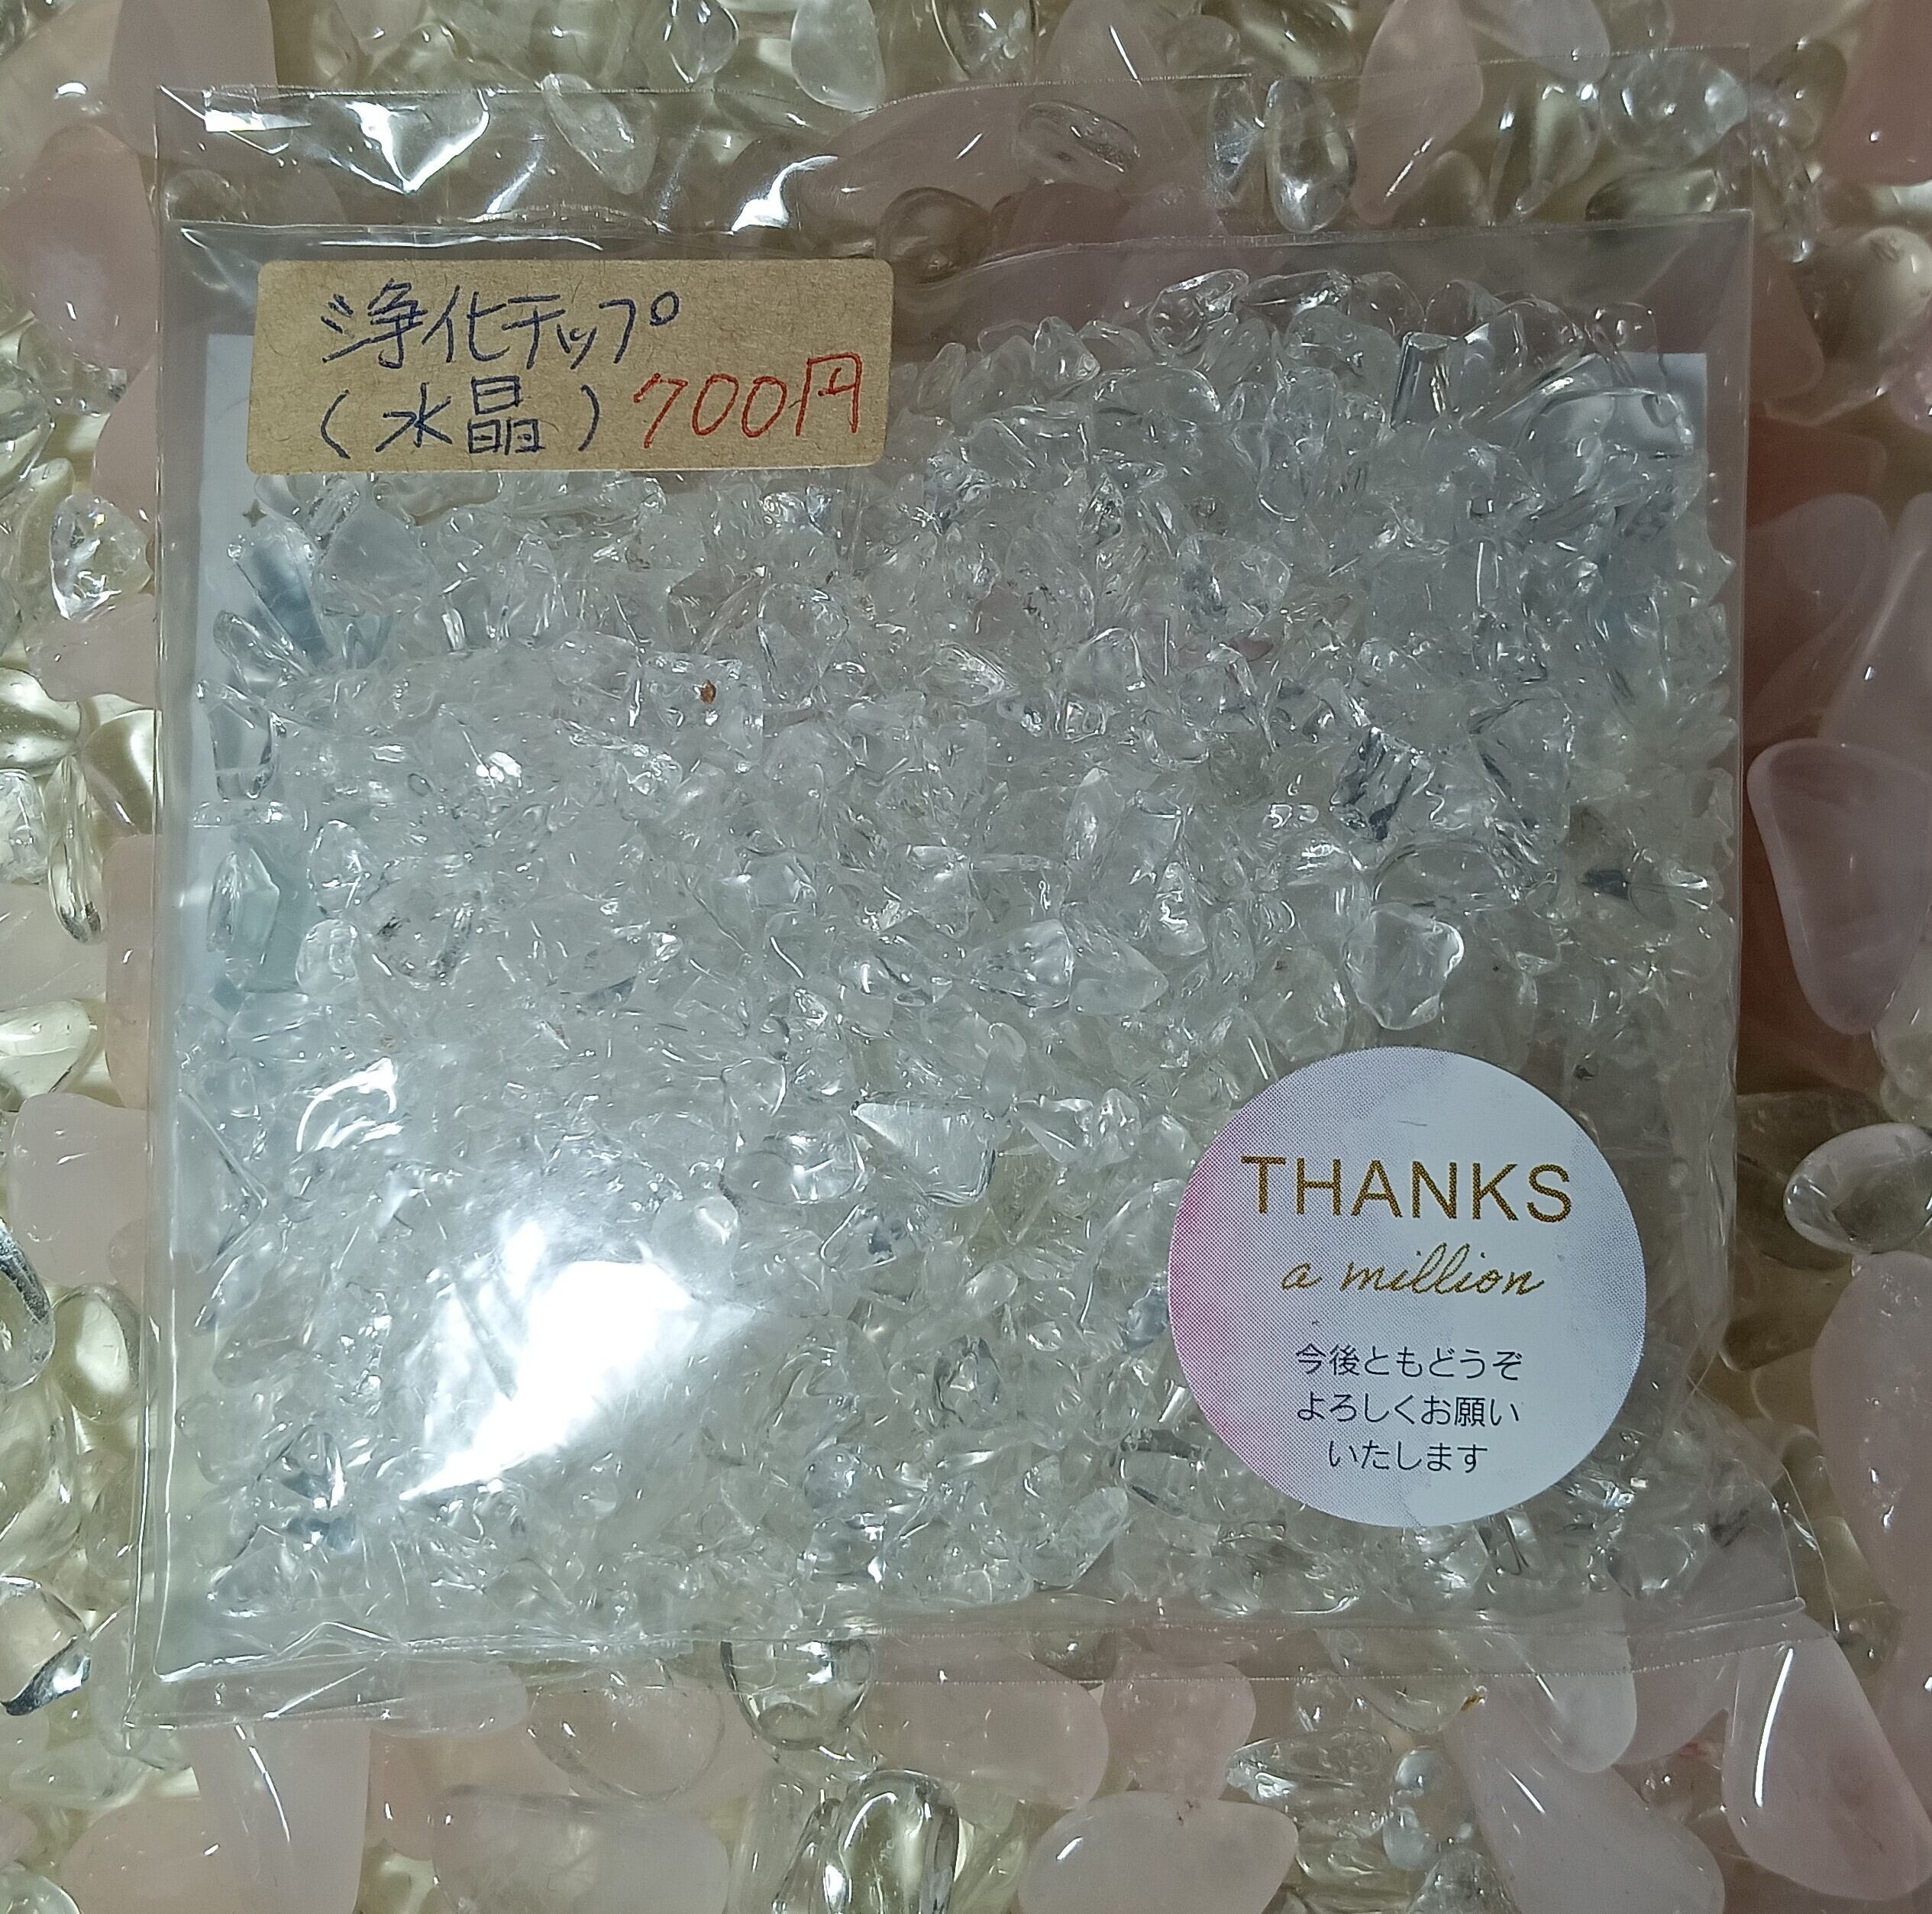 浄化チップ
(水晶) 700円
THANKS
a million
今後ともどうぞ
よろしくお願い
いたします